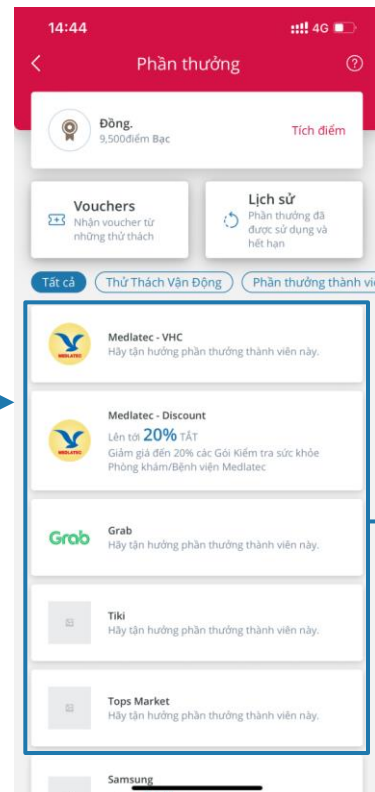 14:44
4G
Phần thưởng
Đồng.
9,500điểm Bạc
Tích điểm
Vouchers
Nhận voucher từ
những thử thách
Lịch sử
Phần thưởng đã
được sử dụng và
hết hạn
Tất cả
Thử Thách Vận Động
Phần thưởng thành vi
MEDLATEC
Medlatec - VHC
Hãy tận hưởng phần thưởng thành viên này.
MEDLATEC
Medlatec - Discount
Lên tới 20% TẮT
Giảm giá đến 20% các Gói Kiểm tra sức khỏe
Phòng khám/Bệnh viện Medlatec
Grab
Grab
Hãy tận hưởng phần thưởng thành viên này.
Tiki
Hãy tận hưởng phần thưởng thành viên này.
Tops Market
Hãy tận hưởng phần thưởng thành viên này.
Samsung